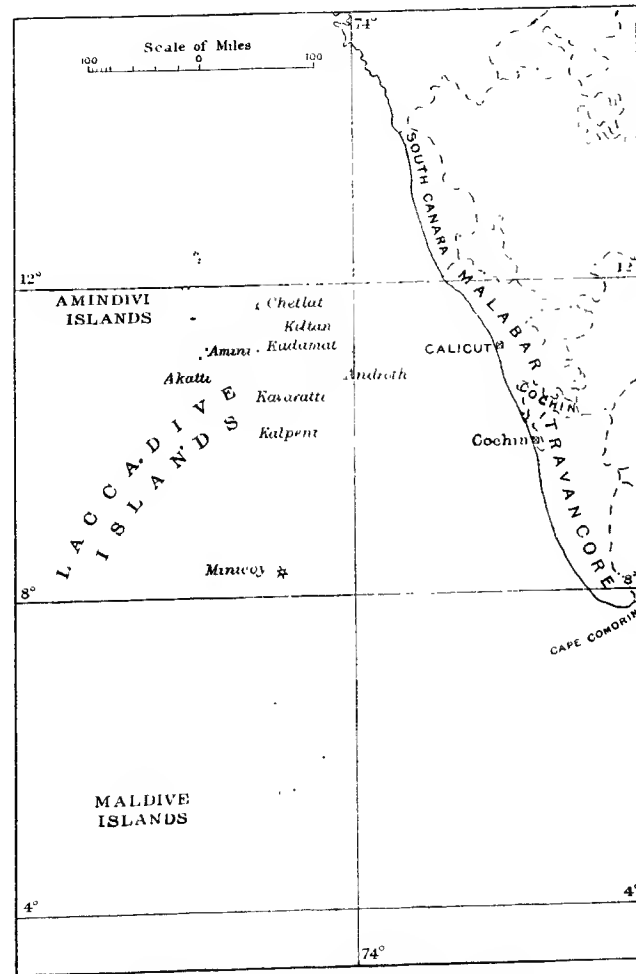 74°
Scale of Miles
100 0 100
SOUTH CANARA
12°
12
AMINDIVI
ISLANDS
Chetlat
Kiltan
MALABAR
Amini
Kadamat
CALICUT
Akatti
Androth
COCHIN
Kavaratti
LACCADIVE
ISLANDS
Kalpeni
Cochin
TRAVANCORE
Minicoy
8°
8°
CAPE COMORIN
MALDIVE
ISLANDS
4°
4°
74°